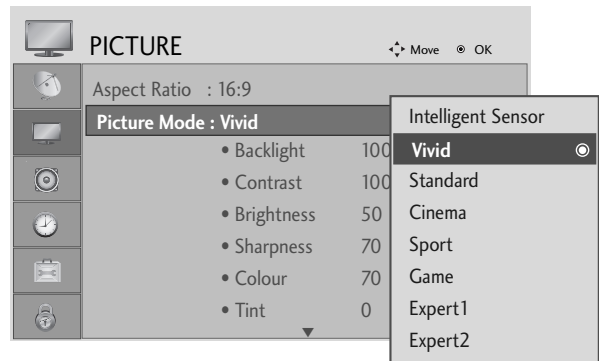 PICTURE
Move OK
Aspect Ratio : 16:9
Picture Mode : Vivid
• Backlight 100
• Contrast 100
• Brightness 50
• Sharpness 70
• Colour 70
• Tint 0
Intelligent Sensor
Vivid
Standard
Cinema
Sport
Game
Expert1
Expert2